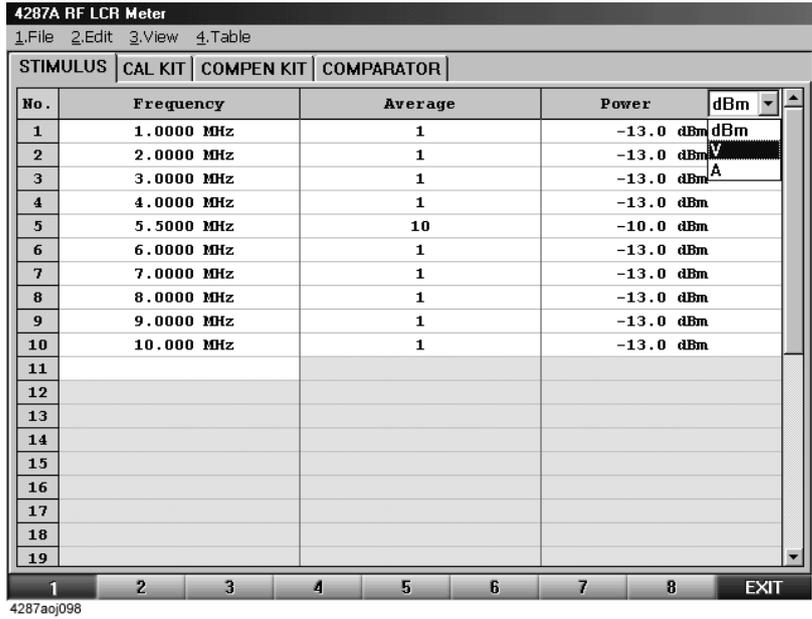 4287A RF LCR Meter
1.File 2.Edit 3.View 4.Table
STIMULUS CAL KIT COMPEN KIT COMPARATOR
No. Frequency Average Power dBm
1 1.0000 MHz 1 -13.0 dBm dBm
2 2.0000 MHz 1 -13.0 dBm V
3 3.0000 MHz 1 -13.0 dBm A
4 4.0000 MHz 1 -13.0 dBm
5 5.5000 MHz 10 -10.0 dBm
6 6.0000 MHz 1 -13.0 dBm
7 7.0000 MHz 1 -13.0 dBm
8 8.0000 MHz 1 -13.0 dBm
9 9.0000 MHz 1 -13.0 dBm
10 10.000 MHz 1 -13.0 dBm
11
12
13
14
15
16
17
18
19
1 2 3 4 5 6 7 8 EXIT
4287aoj098